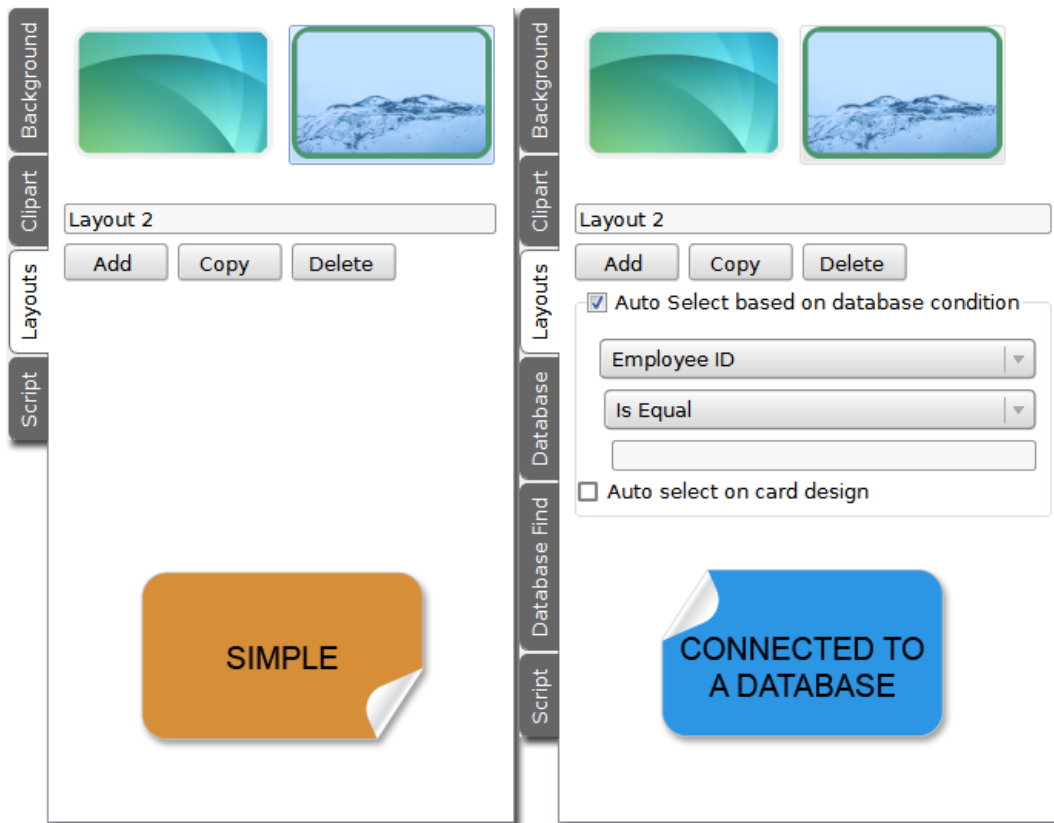 Background
Clipart
Layouts
Script
Layout 2
Add Copy Delete
SIMPLE
Background
Clipart
Layouts
Database
Database Find
Script
Layout 2
Add Copy Delete
Auto Select based on database condition
Employee ID
Is Equal
Auto select on card design
CONNECTED TO
A DATABASE